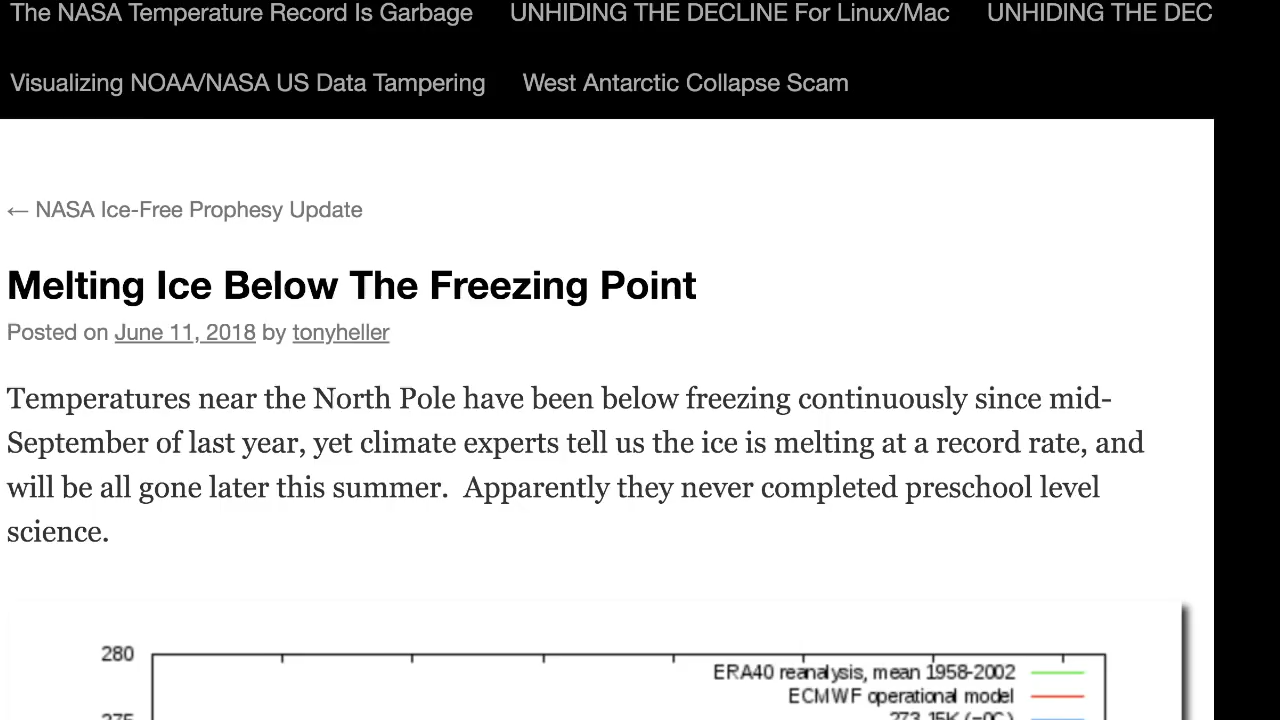 The NASA Temperature Record Is Garbage UNHIDING THE DECLINE For Linux/Mac UNHIDING THE DEC
Visualizing NOAA/NASA US Data Tampering West Antarctic Collapse Scam
← NASA Ice-Free Prophesy Update
Melting Ice Below The Freezing Point
Posted on June 11, 2018 by tonyheller
Temperatures near the North Pole have been below freezing continuously since mid-
September of last year, yet climate experts tell us the ice is melting at a record rate, and
will be all gone later this summer.  Apparently they never completed preschool level
science.
280
ERA40 reanalysis, mean 1958-2002
ECMWF operational model
273.15K (=0C)
275